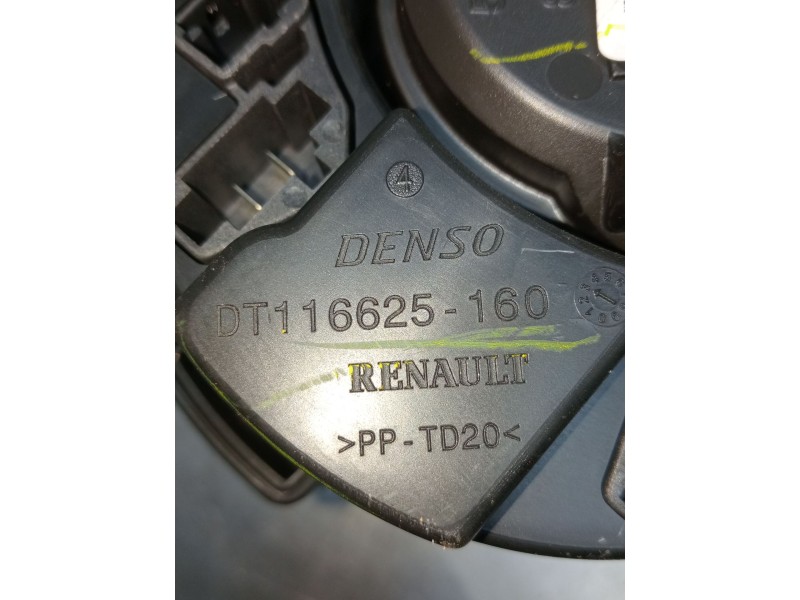 4
DENSO
DT116625-160
RENAULT
>PP-TD20<